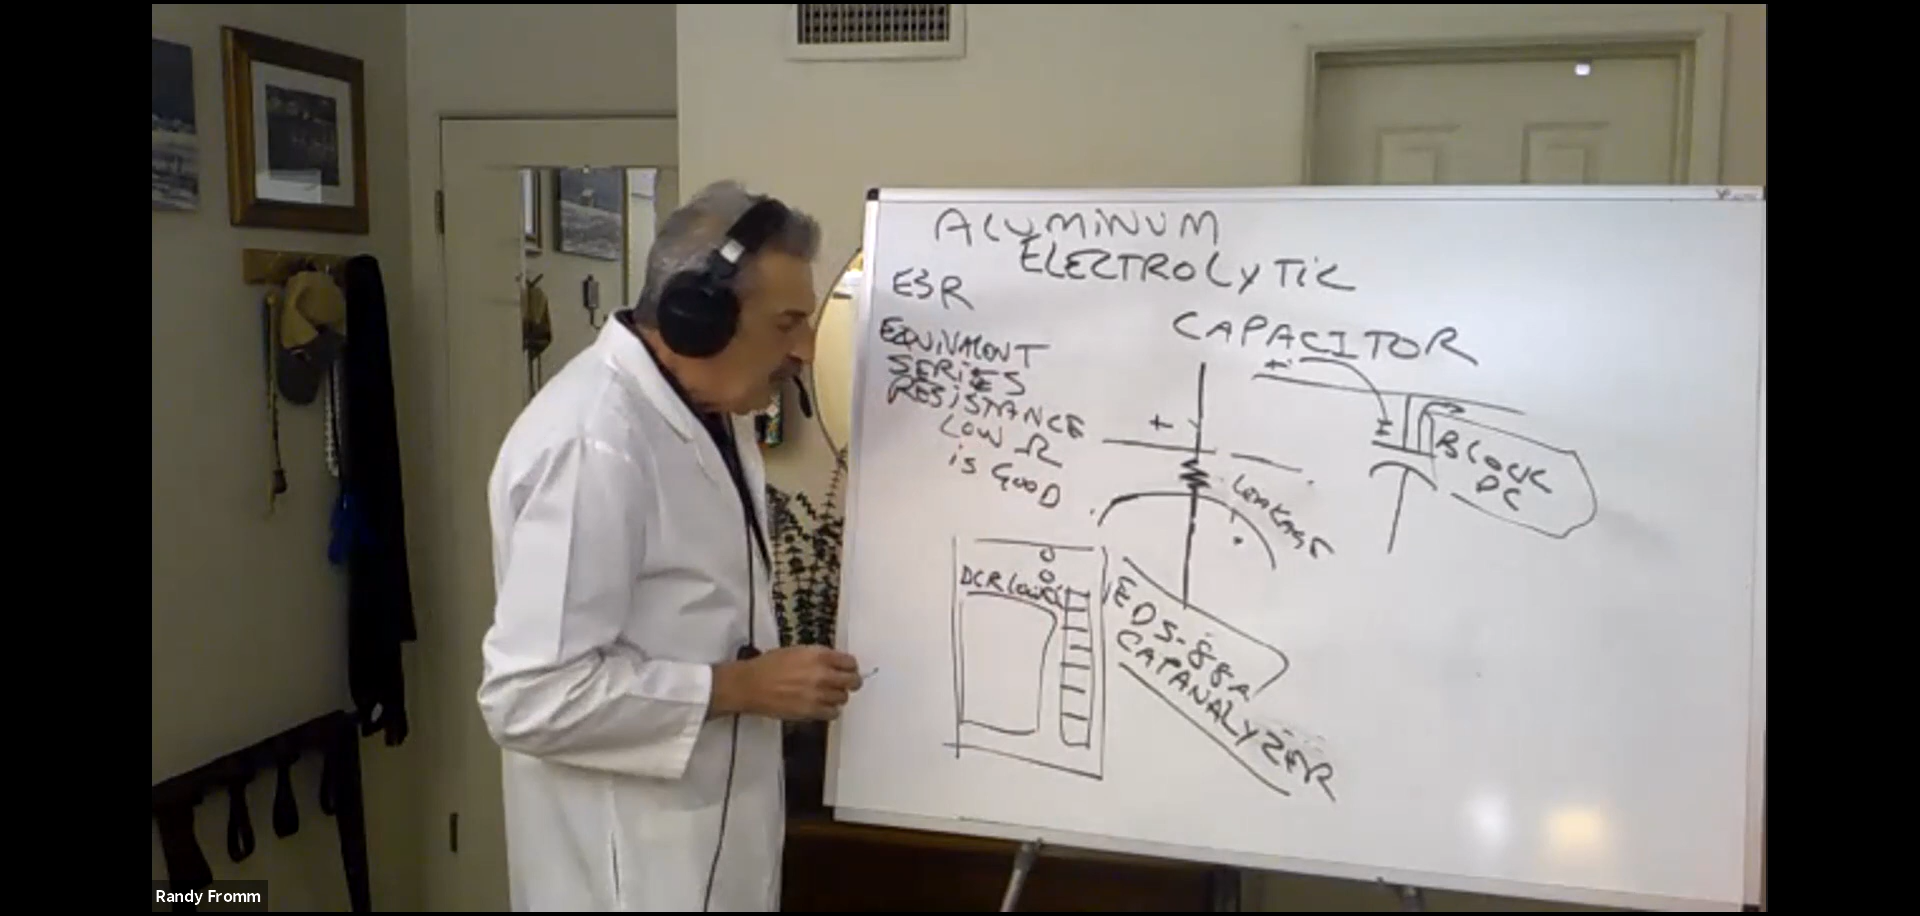 ALUMINUM
ELECTROLYTIC
CAPACITOR
ESR
EQUIVALENT
SERIES
RESISTANCE
LOW Ω
is GOOD
+
+
+
BLOCK
DC
LEAKAGE
DCR
EDS-88A
CAPANALYZER
Randy Fromm